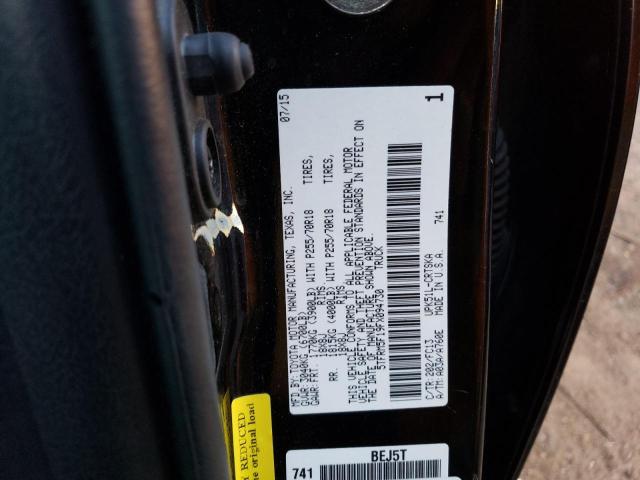 MFD BY: TOYOTA MOTOR MANUFACTURING, TEXAS, INC. 07/15
GVWR: 3040KG (6700LB)
GAWR: FRT. 1770KG (3900LB) WITH P255/70R18 TIRES,
18X8J RIMS
RR. 1815KG (4000LB) WITH P255/70R18 TIRES,
18X8J RIMS
THIS VEHICLE CONFORMS TO ALL APPLICABLE FEDERAL MOTOR
VEHICLE SAFETY AND THEFT PREVENTION STANDARDS IN EFFECT ON
THE DATE OF MANUFACTURE SHOWN ABOVE.
5TFRM5F19FX094730 TRUCK
C/TR: 202/FC13 UPK51L-CRTSKA 741
A/TM: A03A/A760E MADE IN U.S.A.
1
Y REDUCED
e original load
BEJ5T
741